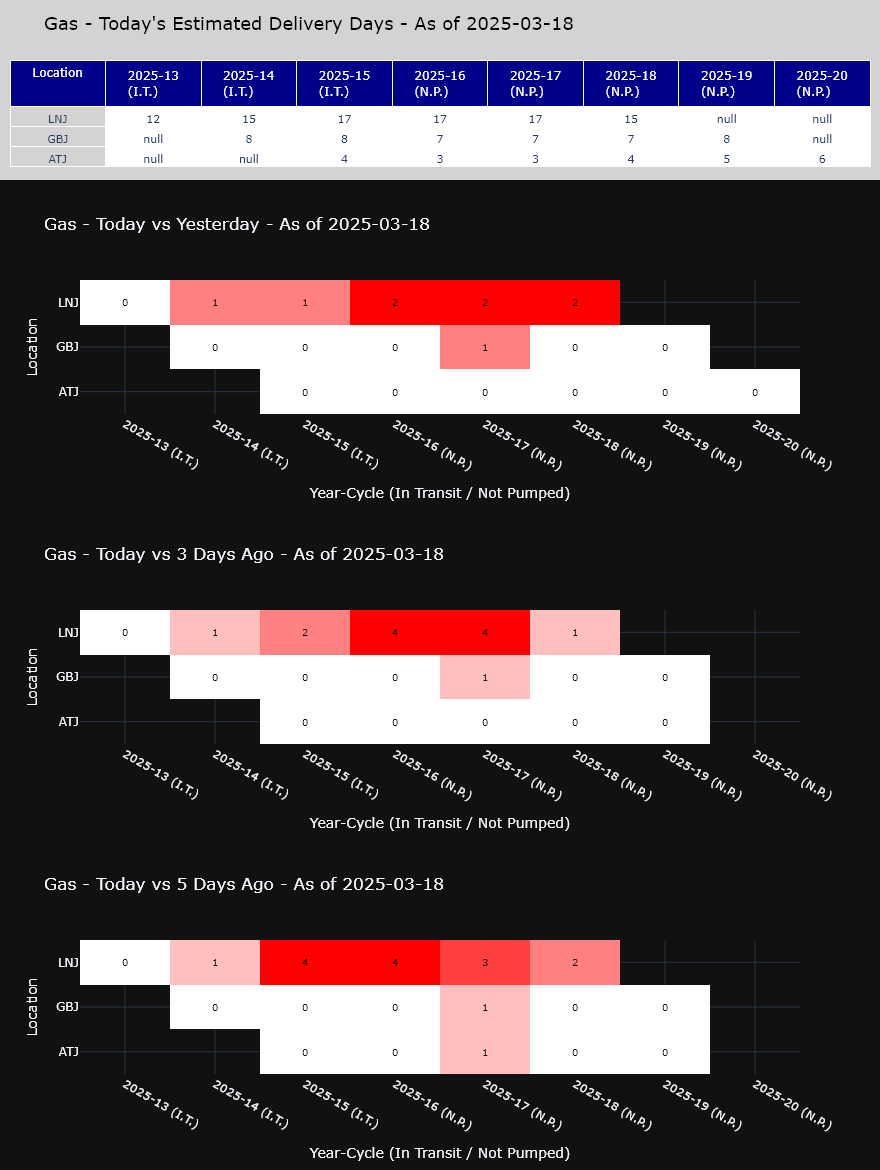 Gas - Today's Estimated Delivery Days - As of 2025-03-18
Location 2025-13 (I.T.) 2025-14 (I.T.) 2025-15 (I.T.) 2025-16 (N.P.) 2025-17 (N.P.) 2025-18 (N.P.) 2025-19 (N.P.) 2025-20 (N.P.)
LNJ 12 15 17 17 17 15 null null
GBJ null 8 8 7 7 7 8 null
ATJ null null 4 3 3 4 5 6
Gas - Today vs Yesterday - As of 2025-03-18
Location
LNJ 0 1 1 2 2 2
GBJ 0 0 0 1 0 0
ATJ 0 0 0 0 0 0
2025-13 (I.T.) 2025-14 (I.T.) 2025-15 (I.T.) 2025-16 (N.P.) 2025-17 (N.P.) 2025-18 (N.P.) 2025-19 (N.P.) 2025-20 (N.P.)
Year-Cycle (In Transit / Not Pumped)
Gas - Today vs 3 Days Ago - As of 2025-03-18
Location
LNJ 0 1 2 4 4 1
GBJ 0 0 0 1 0 0
ATJ 0 0 0 0 0
2025-13 (I.T.) 2025-14 (I.T.) 2025-15 (I.T.) 2025-16 (N.P.) 2025-17 (N.P.) 2025-18 (N.P.) 2025-19 (N.P.) 2025-20 (N.P.)
Year-Cycle (In Transit / Not Pumped)
Gas - Today vs 5 Days Ago - As of 2025-03-18
Location
LNJ 0 1 4 4 3 2
GBJ 0 0 0 1 0 0
ATJ 0 0 1 0 0
2025-13 (I.T.) 2025-14 (I.T.) 2025-15 (I.T.) 2025-16 (N.P.) 2025-17 (N.P.) 2025-18 (N.P.) 2025-19 (N.P.) 2025-20 (N.P.)
Year-Cycle (In Transit / Not Pumped)